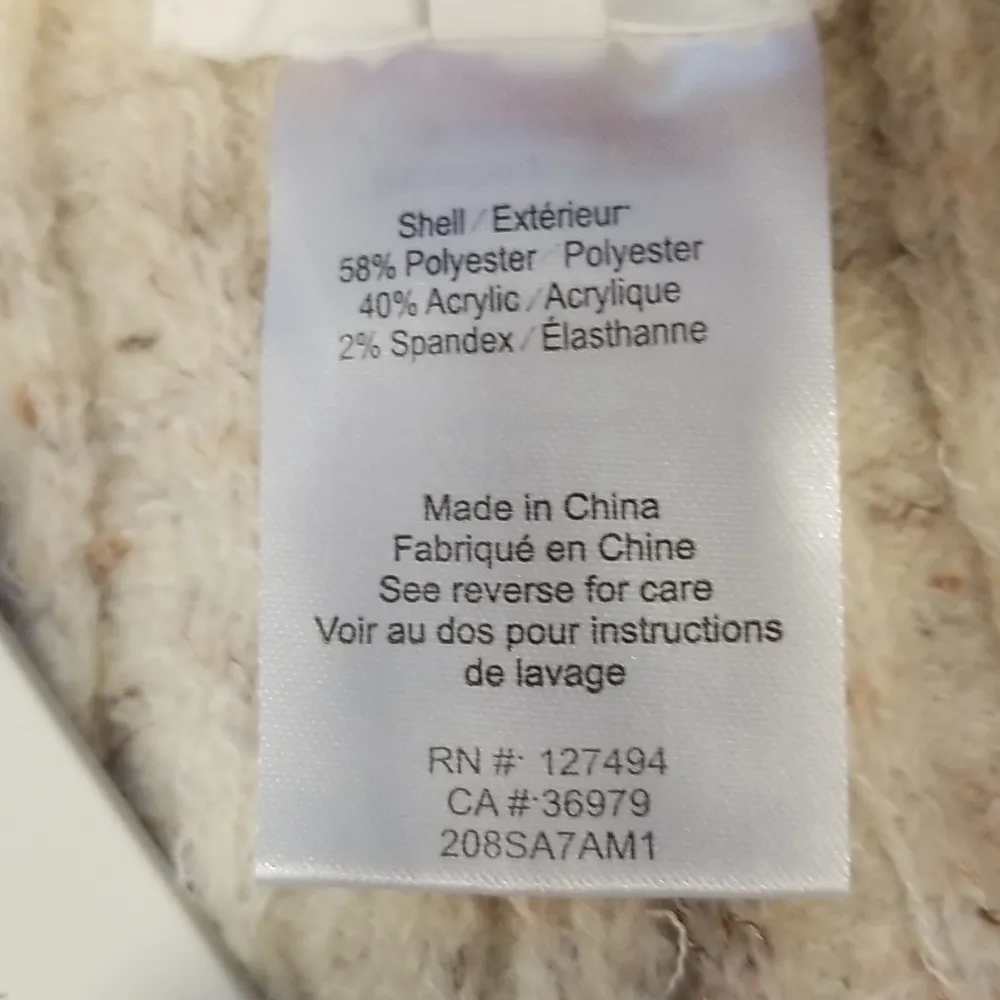 Shell / Extérieur
58% Polyester / Polyester
40% Acrylic / Acrylique
2% Spandex / Élasthanne
Made in China
Fabriqué en Chine
See reverse for care
Voir au dos pour instructions
de lavage
RN #: 127494
CA #:36979
208SA7AM1